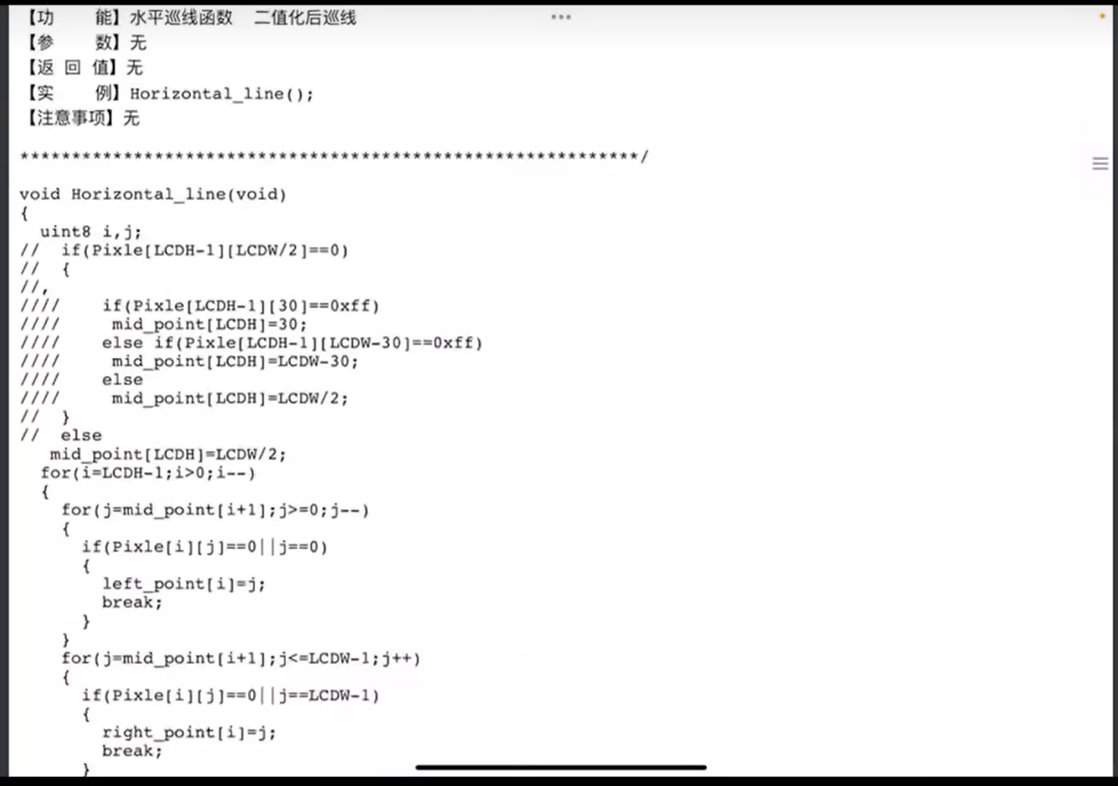 【功    能】水平巡线函数  二值化后巡线
【参    数】无
【返 回 值】无
【实    例】Horizontal_line();
【注意事项】无
************************************************************/
void Horizontal_line(void)
{
  uint8 i,j;
//  if(Pixle[LCDH-1][LCDW/2]==0)
//  {
//,
////    if(Pixle[LCDH-1][30]==0xff)
////     mid_point[LCDH]=30;
////    else if(Pixle[LCDH-1][LCDW-30]==0xff)
////     mid_point[LCDH]=LCDW-30;
////    else
////     mid_point[LCDH]=LCDW/2;
//  }
//  else
   mid_point[LCDH]=LCDW/2;
  for(i=LCDH-1;i>0;i--)
  {
    for(j=mid_point[i+1];j>=0;j--)
    {
      if(Pixle[i][j]==0||j==0)
      {
        left_point[i]=j;
        break;
      }
    }
    for(j=mid_point[i+1];j<=LCDW-1;j++)
    {
      if(Pixle[i][j]==0||j==LCDW-1)
      {
        right_point[i]=j;
        break;
      }